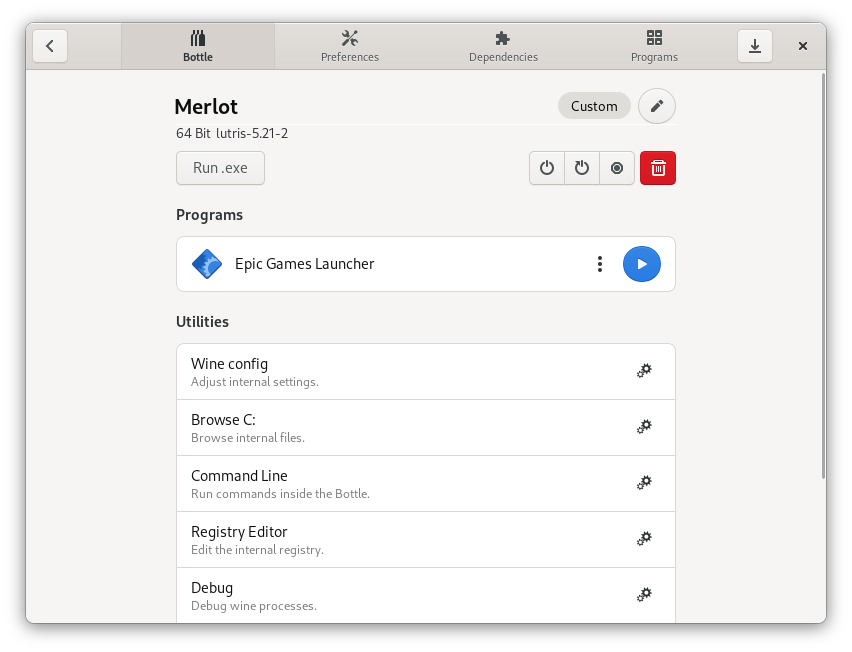 Bottle
Preferences
Dependencies
Programs
Merlot
Custom
64 Bit lutris-5.21-2
Run .exe
Programs
Epic Games Launcher
Utilities
Wine config
Adjust internal settings.
Browse C:
Browse internal files.
Command Line
Run commands inside the Bottle.
Registry Editor
Edit the internal registry.
Debug
Debug wine processes.